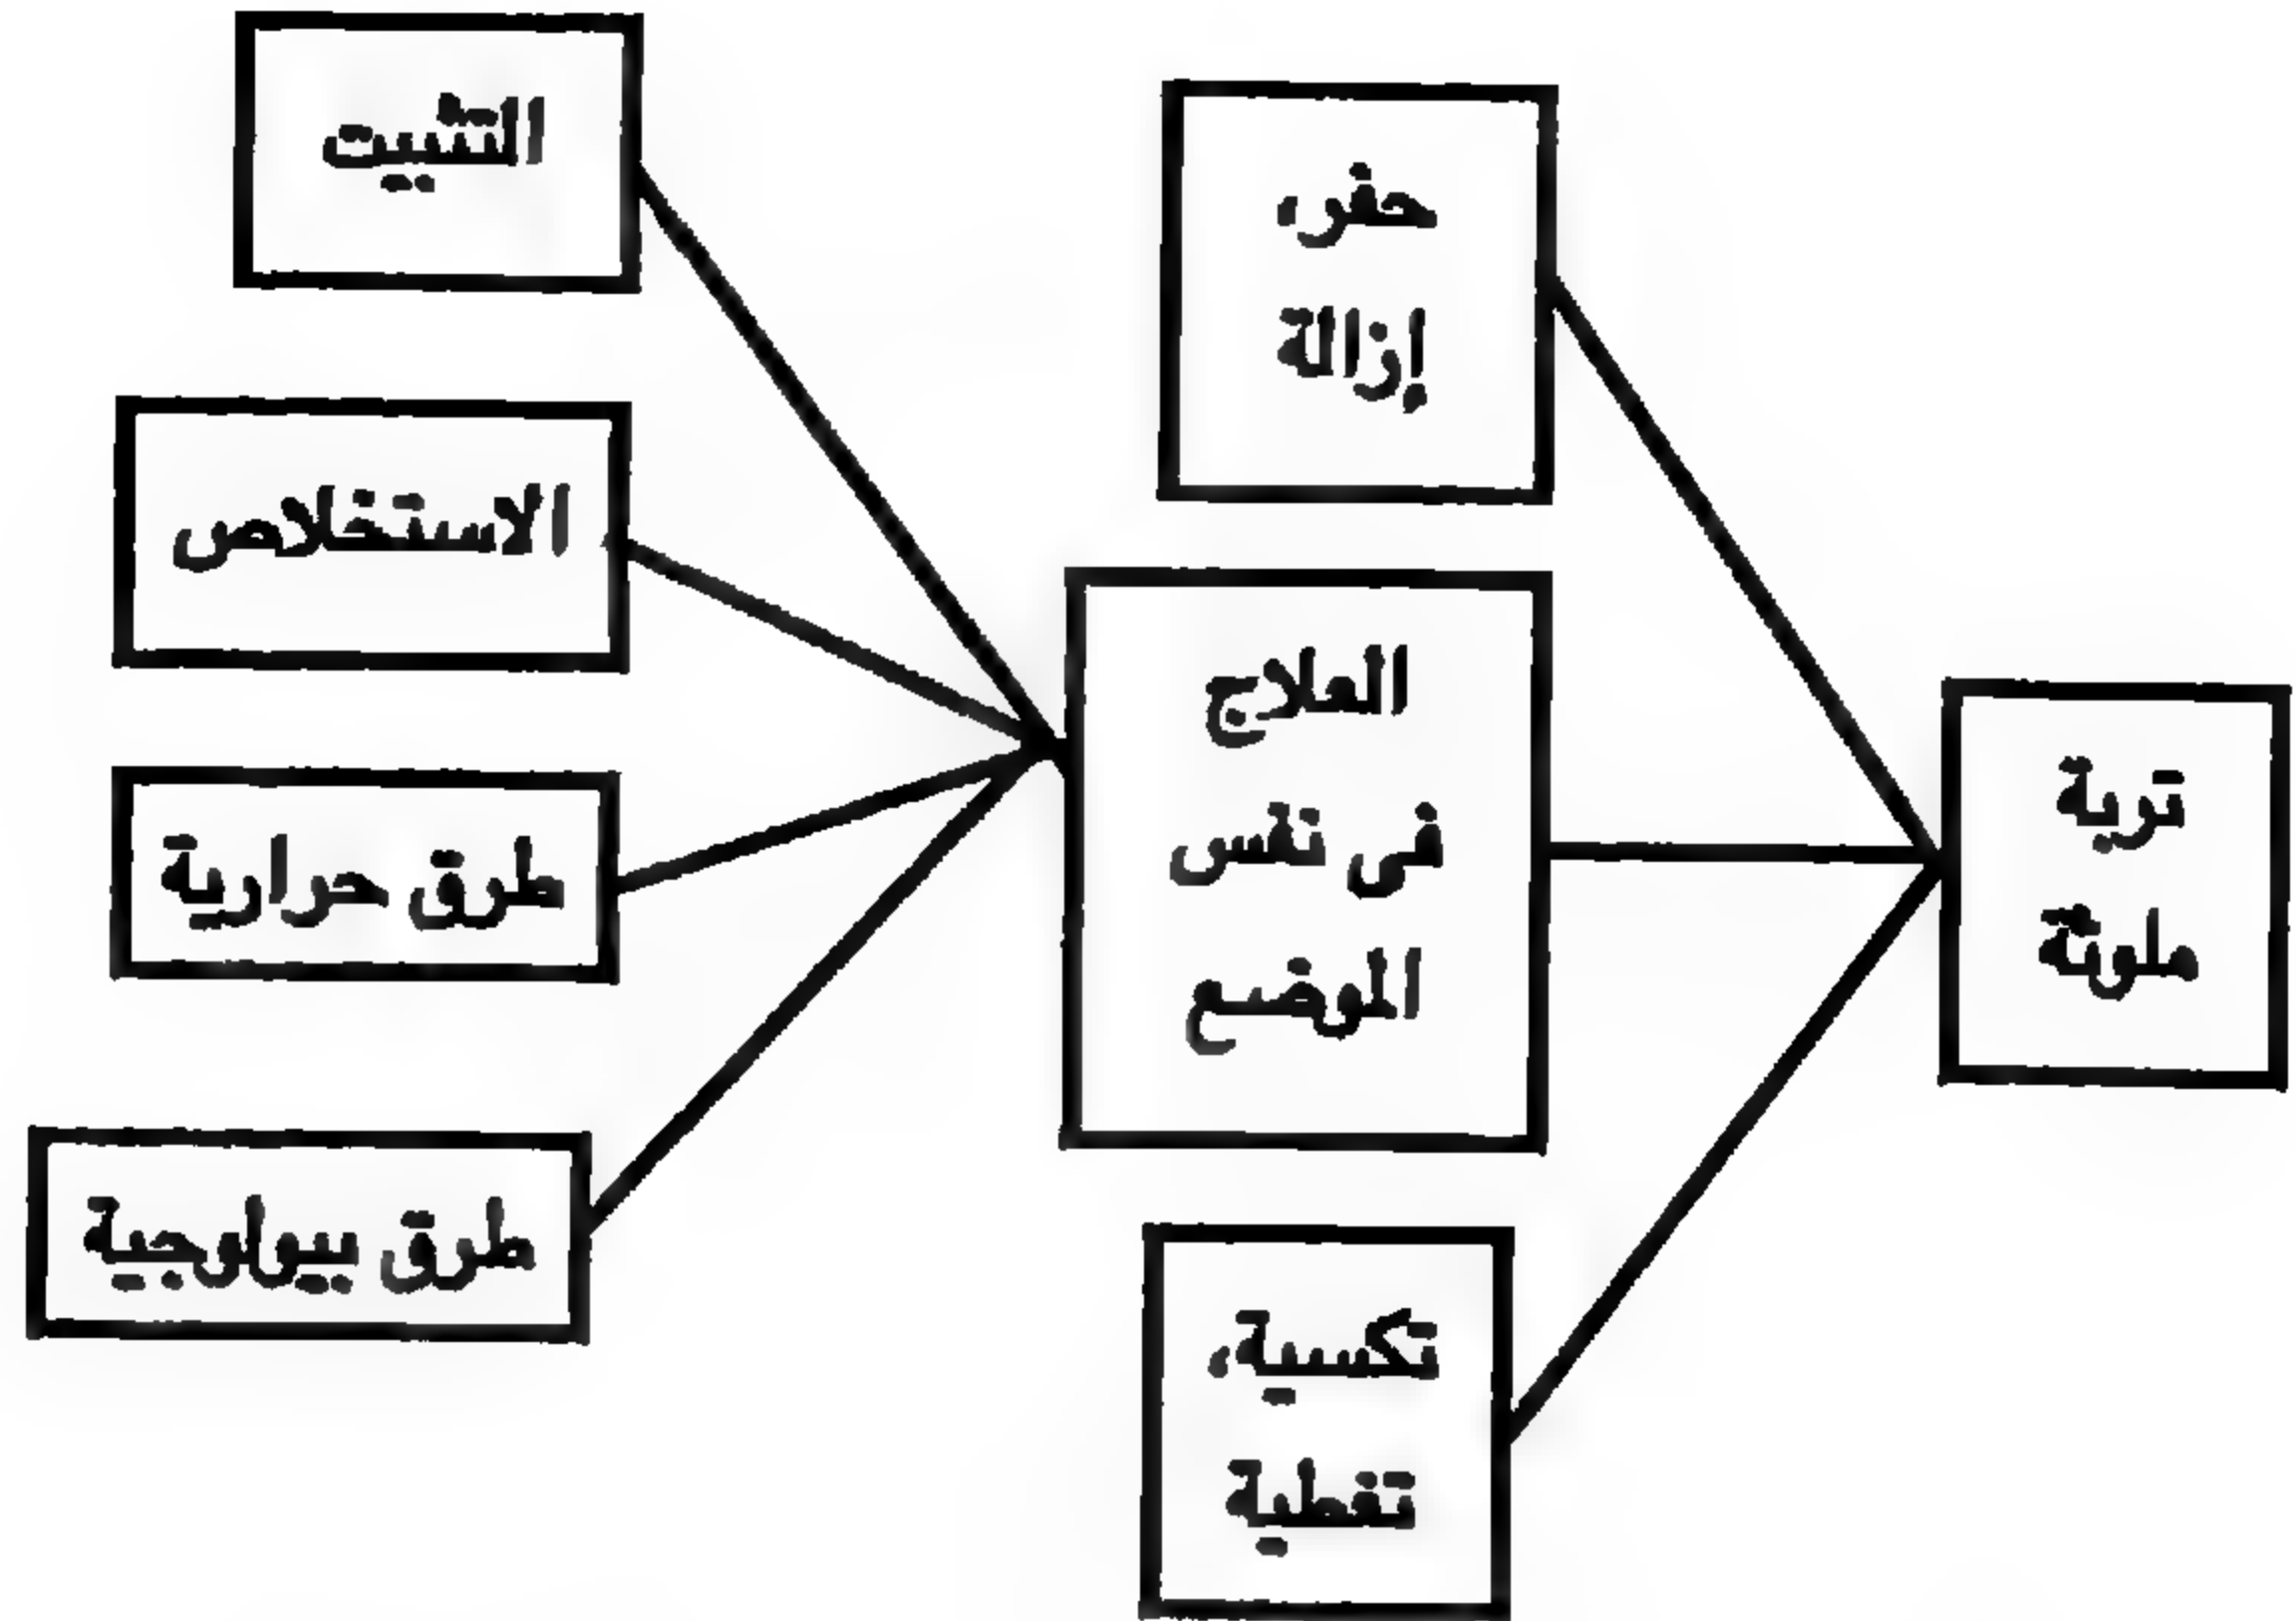 تربة
ملوثة
حفر،
إزالة
العلاج
فى نفس
الموضع
تكسية،
تغطية
التثبيت
الاستخلاص
طرق حرارية
طرق بيولوجية